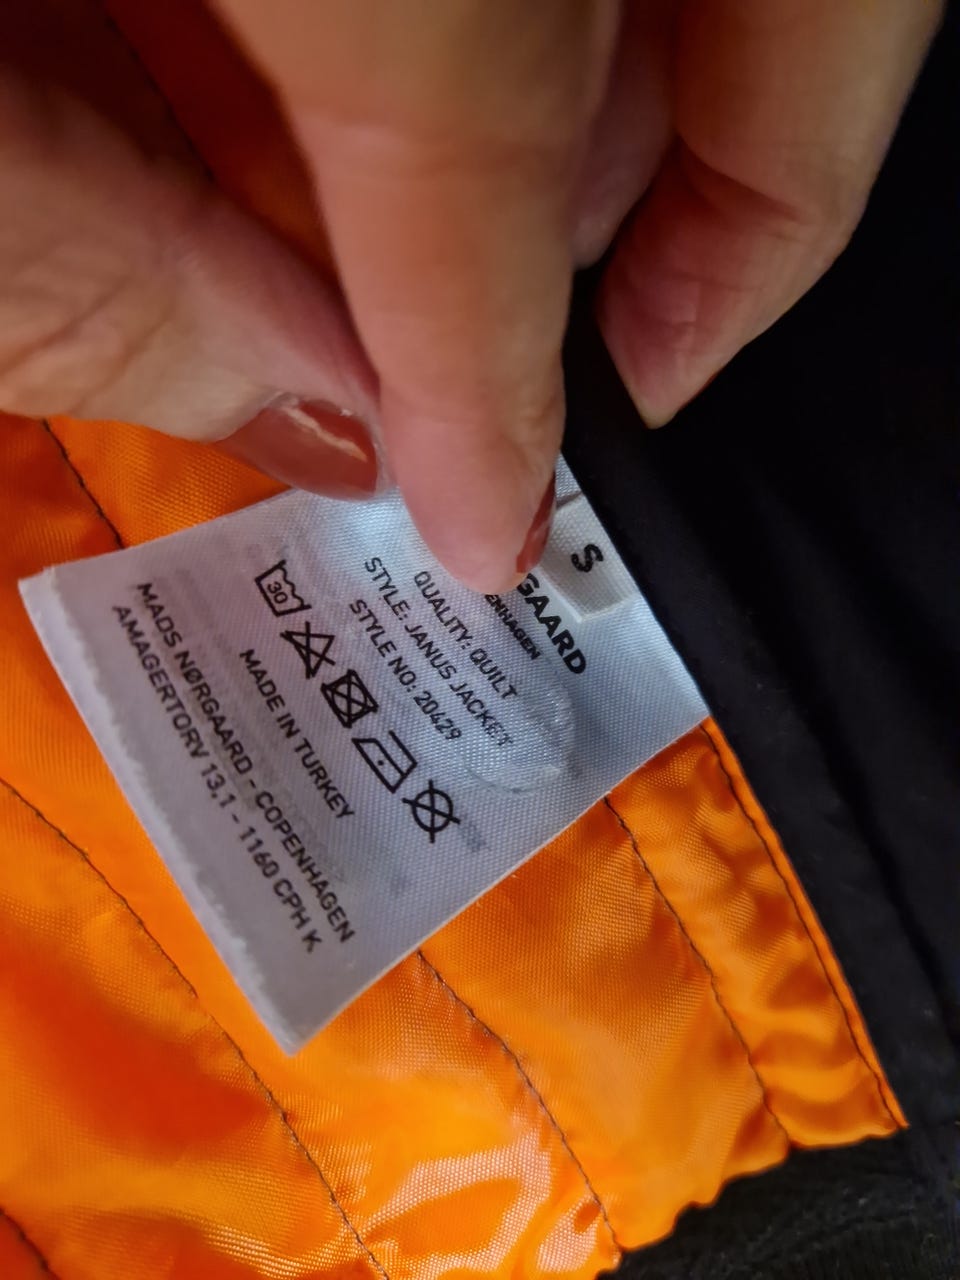 S
GAARD
ENHAGEN
QUALITY: QUILT
STYLE: JANUS JACKET
STYLE NO: 20429
30
MADE IN TURKEY
MADS NØRGAARD - COPENHAGEN
AMAGERTORV 13,1 - 1160 CPH K